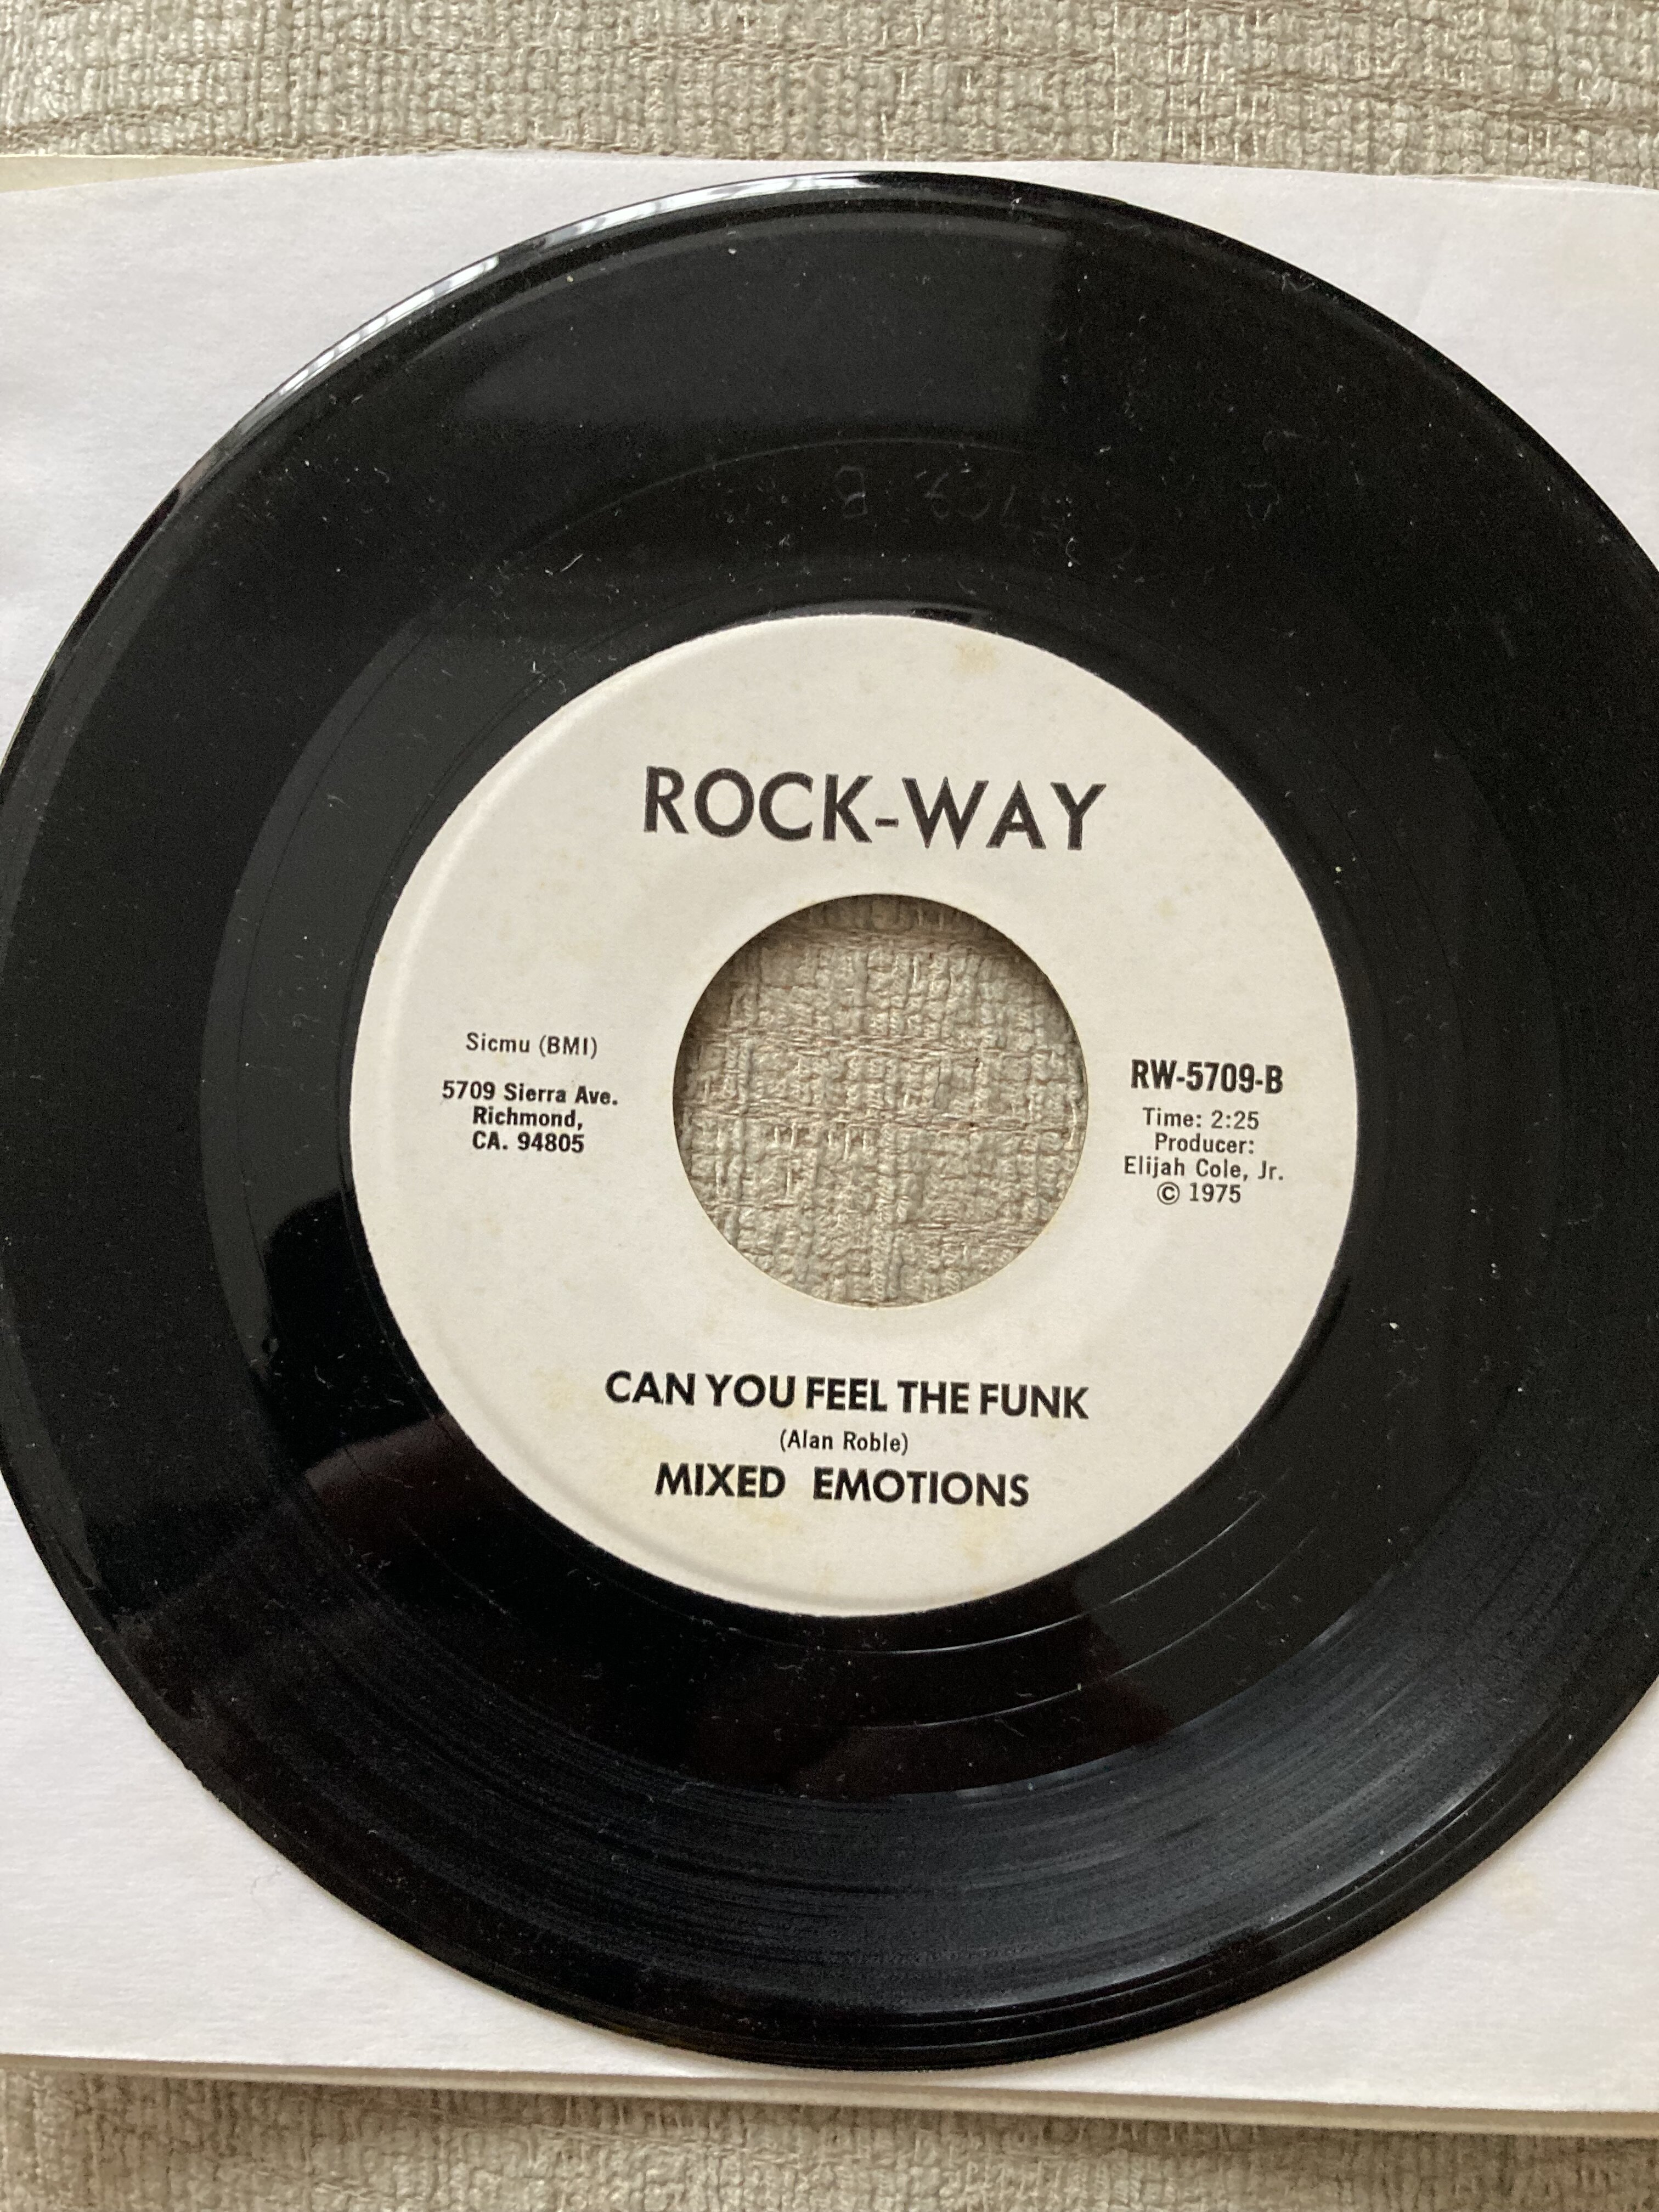 ROCK-WAY
Sicmu (BMI)
5709 Sierra Ave.
Richmond,
CA. 94805
RW-5709-B
Time: 2:25
Producer:
Elijah Cole, Jr.
© 1975
CAN YOU FEEL THE FUNK
(Alan Roble)
MIXED EMOTIONS